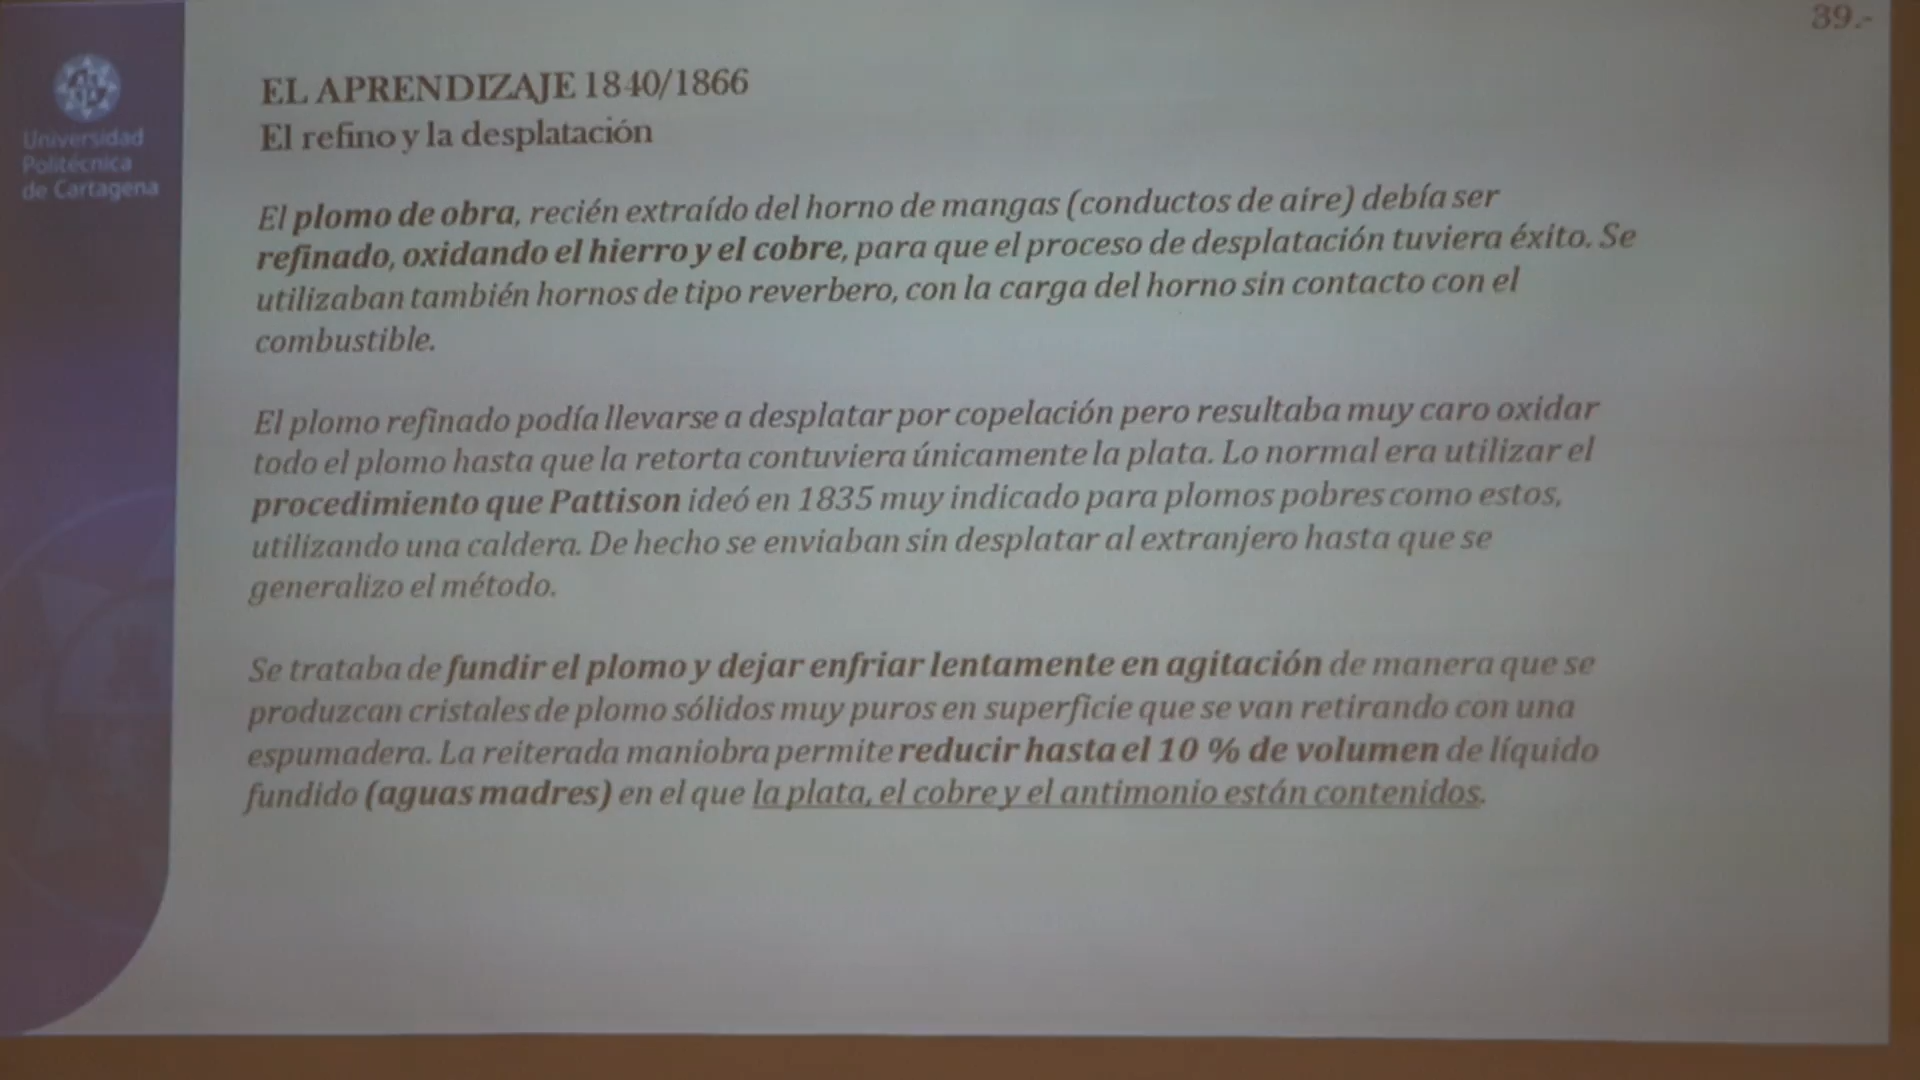 39.-
Universidad
Politécnica
de Cartagena
EL APRENDIZAJE 1840/1866
El refino y la desplatación
El plomo de obra, recién extraído del horno de mangas (conductos de aire) debía ser
refinado, oxidando el hierro y el cobre, para que el proceso de desplatación tuviera éxito. Se
utilizaban también hornos de tipo reverbero, con la carga del horno sin contacto con el
combustible.
El plomo refinado podía llevarse a desplatar por copelación pero resultaba muy caro oxidar
todo el plomo hasta que la retorta contuviera únicamente la plata. Lo normal era utilizar el
procedimiento que Pattison ideó en 1835 muy indicado para plomos pobres como estos,
utilizando una caldera. De hecho se enviaban sin desplatar al extranjero hasta que se
generalizo el método.
Se trataba de fundir el plomo y dejar enfriar lentamente en agitación de manera que se
produzcan cristales de plomo sólidos muy puros en superficie que se van retirando con una
espumadera. La reiterada maniobra permite reducir hasta el 10 % de volumen de líquido
fundido (aguas madres) en el que la plata, el cobre y el antimonio están contenidos.